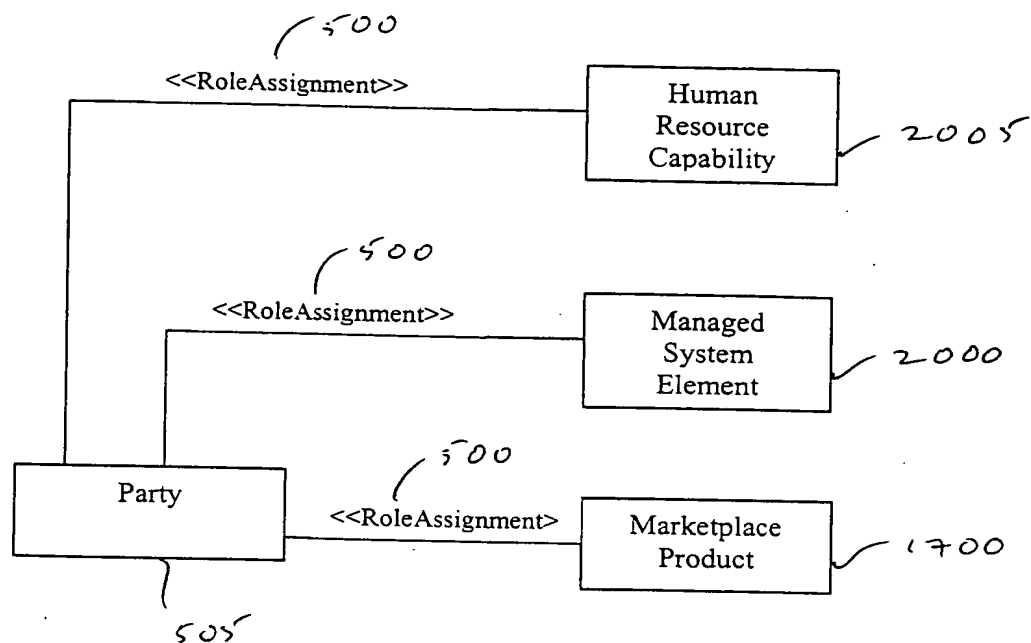 500
<<RoleAssignment>>
Human
Resource
Capability
2005
500
<<RoleAssignment>>
Managed
System
Element
2000
500
Party
<<RoleAssignment>
Marketplace
Product
1700
505